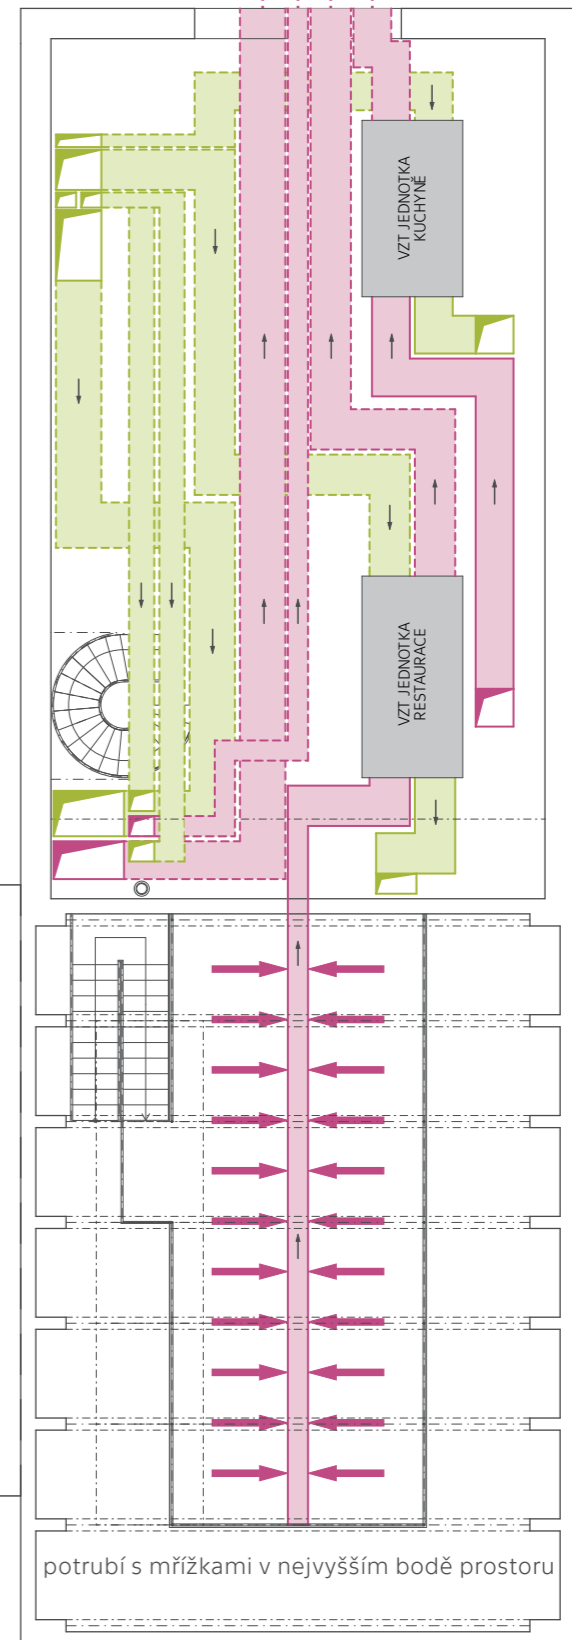 VZT JEDNOTKA
KUCHYNĚ
VZT JEDNOTKA
RESTAURACE
potrubí s mřížkami v nejvyšším bodě prostoru